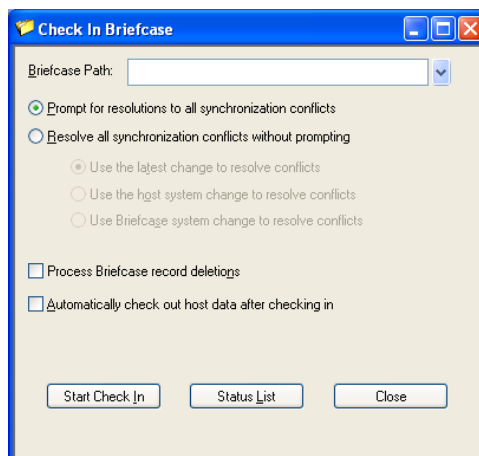 Check In Briefcase
Briefcase Path:
Prompt for resolutions to all synchronization conflicts
Resolve all synchronization conflicts without prompting
Use the latest change to resolve conflicts
Use the host system change to resolve conflicts
Use Briefcase system change to resolve conflicts
Process Briefcase record deletions
Automatically check out host data after checking in
Start Check In Status List Close